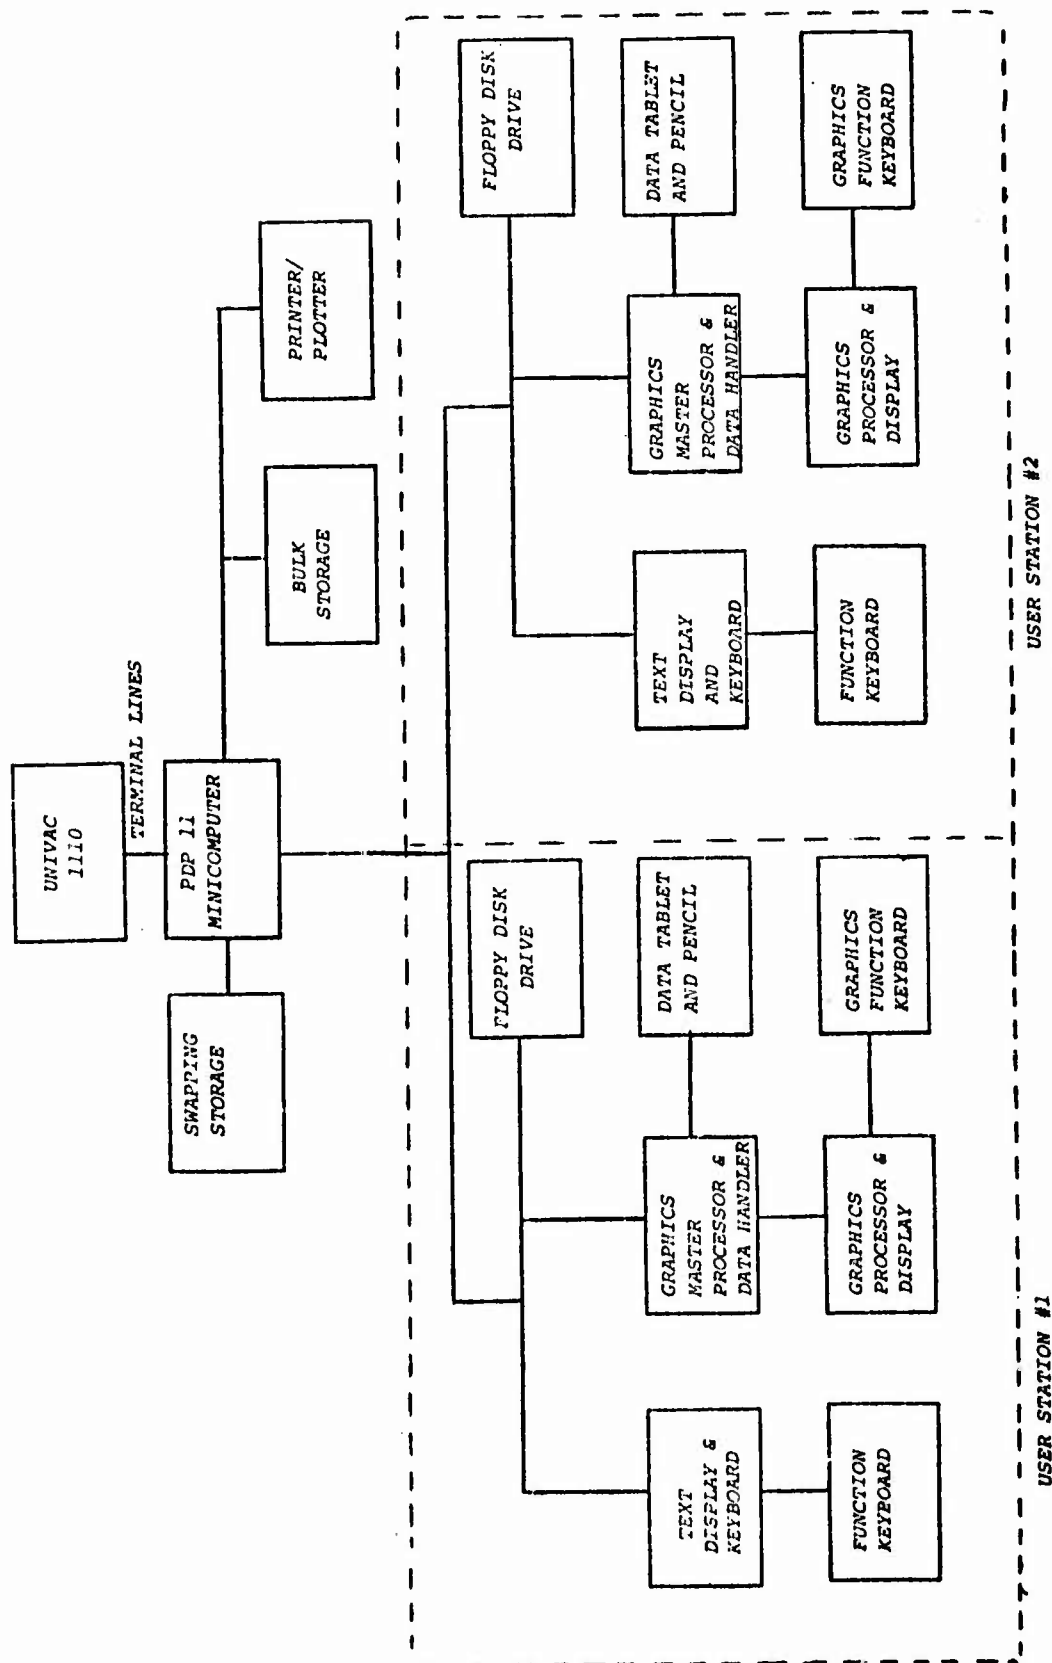 UNIVAC
1110
TERMINAL LINES
SWAPPING
STORAGE
PDP 11
MINICOMPUTER
BULK
STORAGE
PRINTER/
PLOTTER
FLOPPY DISK
DRIVE
TEXT
DISPLAY &
KEYBOARD
GRAPHICS
MASTER
PROCESSOR &
DATA HANDLER
DATA TABLET
AND PENCIL
FUNCTION
KEYBOARD
GRAPHICS
PROCESSOR &
DISPLAY
GRAPHICS
FUNCTION
KEYBOARD
USER STATION #1
FLOPPY DISK
DRIVE
TEXT
DISPLAY
AND
KEYBOARD
GRAPHICS
MASTER
PROCESSOR &
DATA HANDLER
DATA TABLET
AND PENCIL
FUNCTION
KEYBOARD
GRAPHICS
PROCESSOR &
DISPLAY
GRAPHICS
FUNCTION
KEYBOARD
USER STATION #2